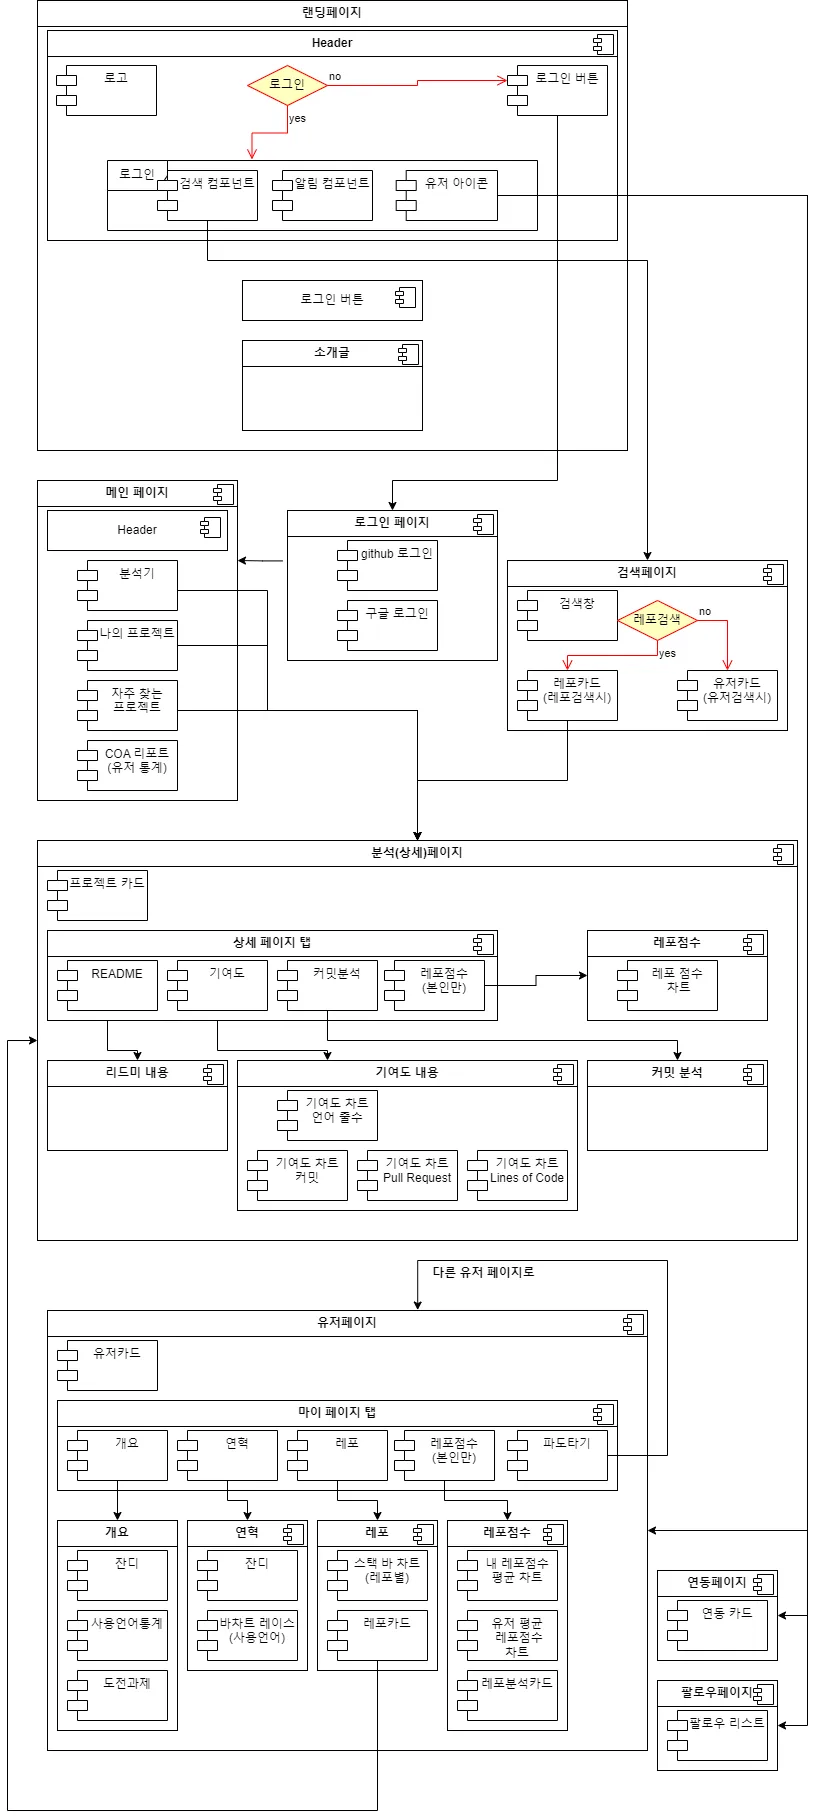 랜딩페이지
Header
로고
로그인
no
로그인 버튼
yes
로그인
검색 컴포넌트
알림 컴포넌트
유저 아이콘
로그인 버튼
소개글
메인 페이지
Header
분석기
나의 프로젝트
자주 찾는
프로젝트
COA 리포트
(유저 통계)
로그인 페이지
github 로그인
구글 로그인
검색페이지
검색창
레포검색
no
yes
레포카드
(레포검색시)
유저카드
(유저검색시)
분석(상세)페이지
프로젝트 카드
상세 페이지 탭
README
기여도
커밋분석
레포점수
(본인만)
레포점수
레포 점수
차트
리드미 내용
기여도 내용
기여도 차트
언어 줄수
기여도 차트
커밋
기여도 차트
Pull Request
기여도 차트
Lines of Code
커밋 분석
다른 유저 페이지로
유저페이지
유저카드
마이 페이지 탭
개요
연혁
레포
레포점수
(본인만)
파도타기
개요
잔디
사용언어통계
도전과제
연혁
잔디
바차트 레이스
(사용언어)
레포
스택 바 차트
(레포별)
레포카드
레포점수
내 레포점수
평균 차트
유저 평균
레포점수
차트
레포분석카드
연동페이지
연동 카드
팔로우페이지
팔로우 리스트